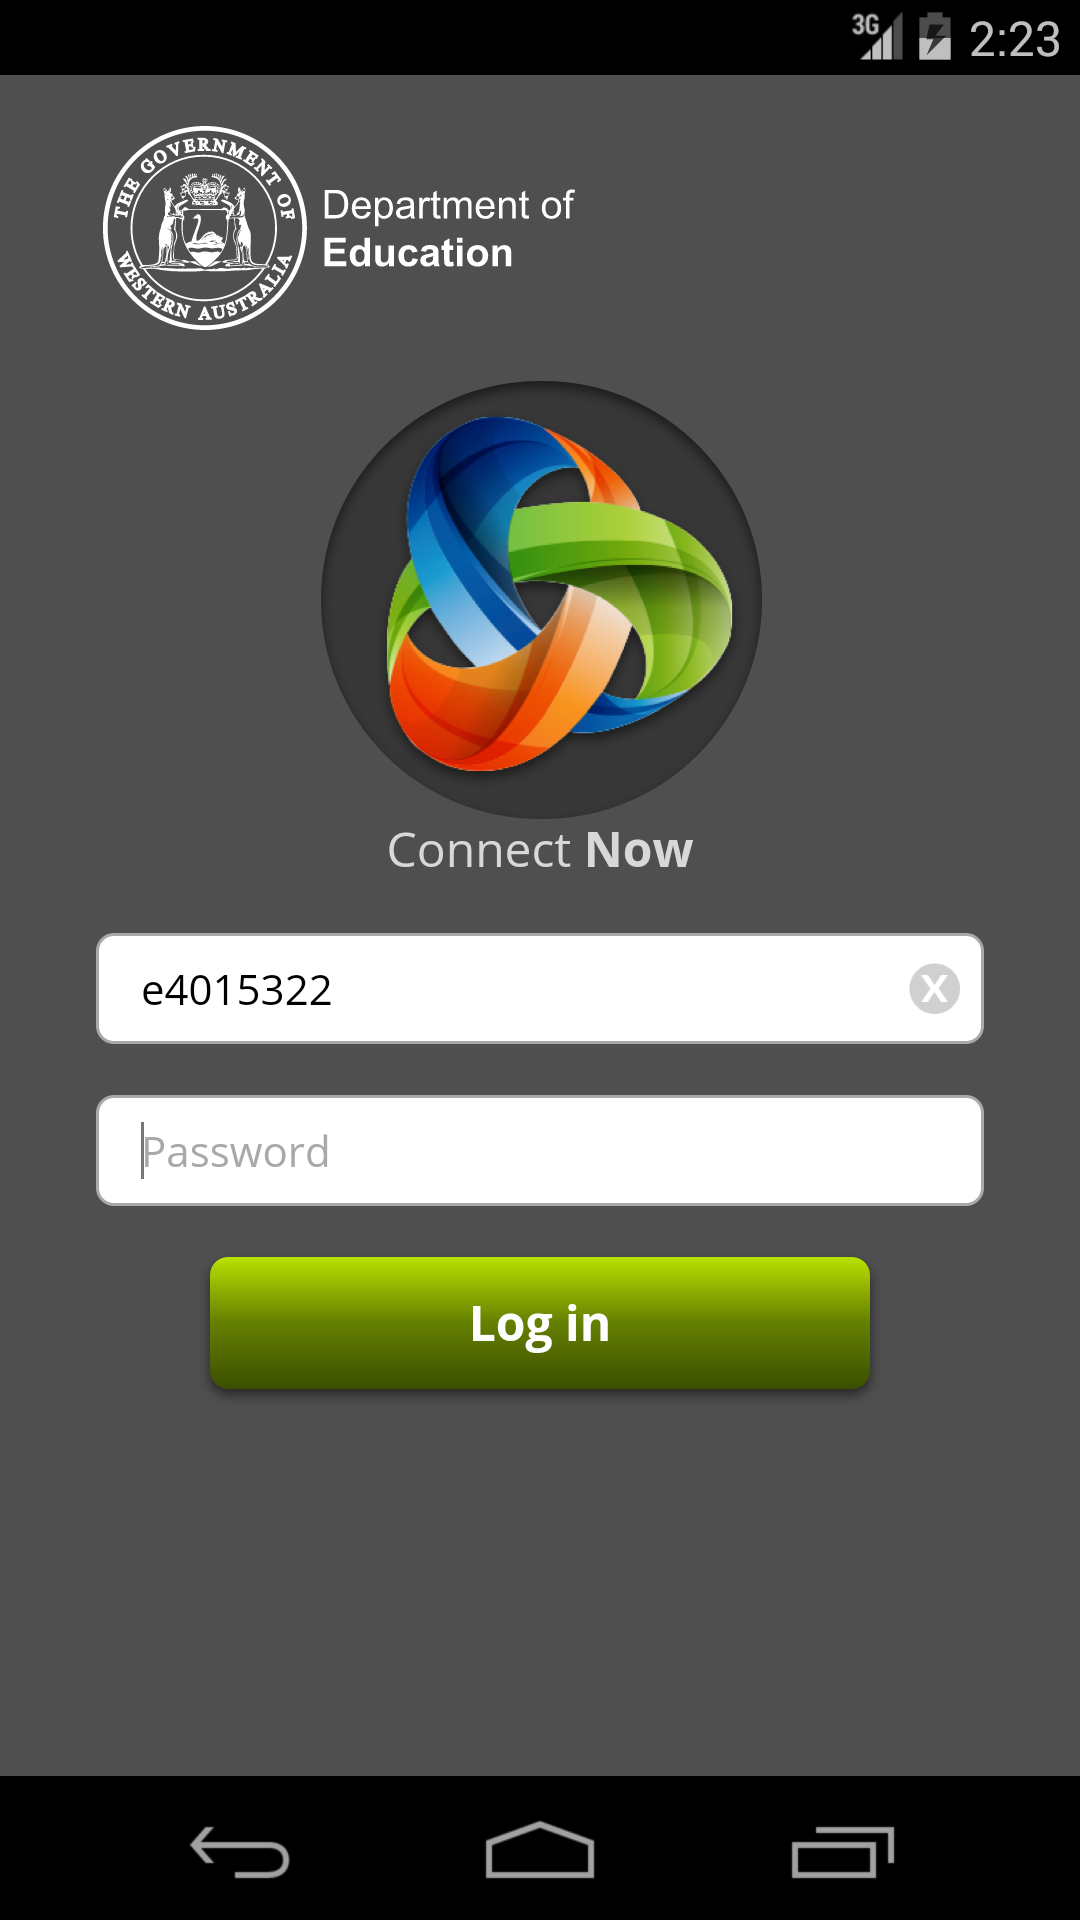 3G 2:23
THE GOVERNMENT OF
WESTERN AUSTRALIA
Department of
Education
Connect Now
e4015322
X
Password
Log in